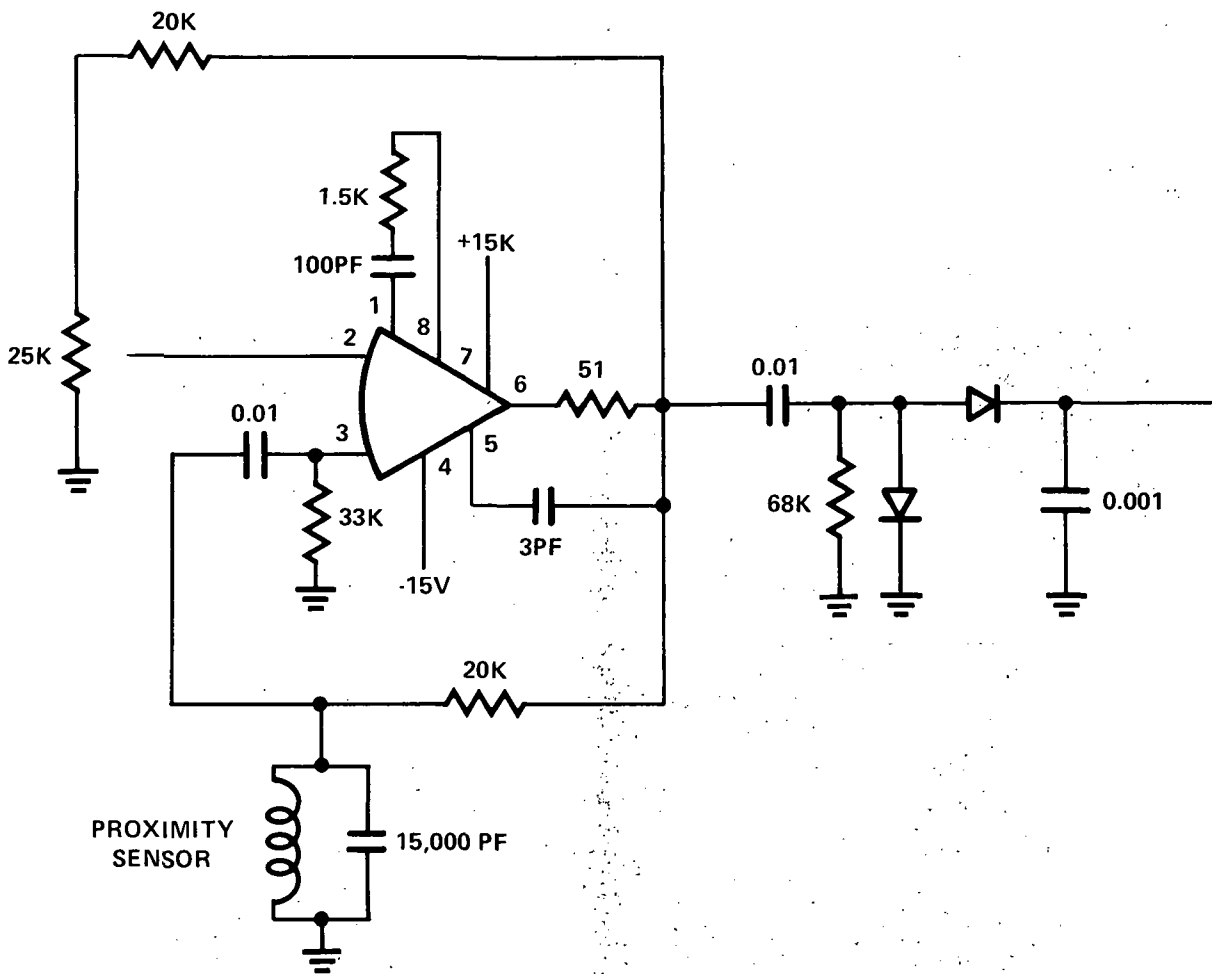 20K
1.5K
+15K
100PF
1
8
2
7
25K
6
51
0.01
0.01
3
5
4
33K
68K
0.001
3PF
-15V
20K
PROXIMITY
SENSOR
15,000 PF